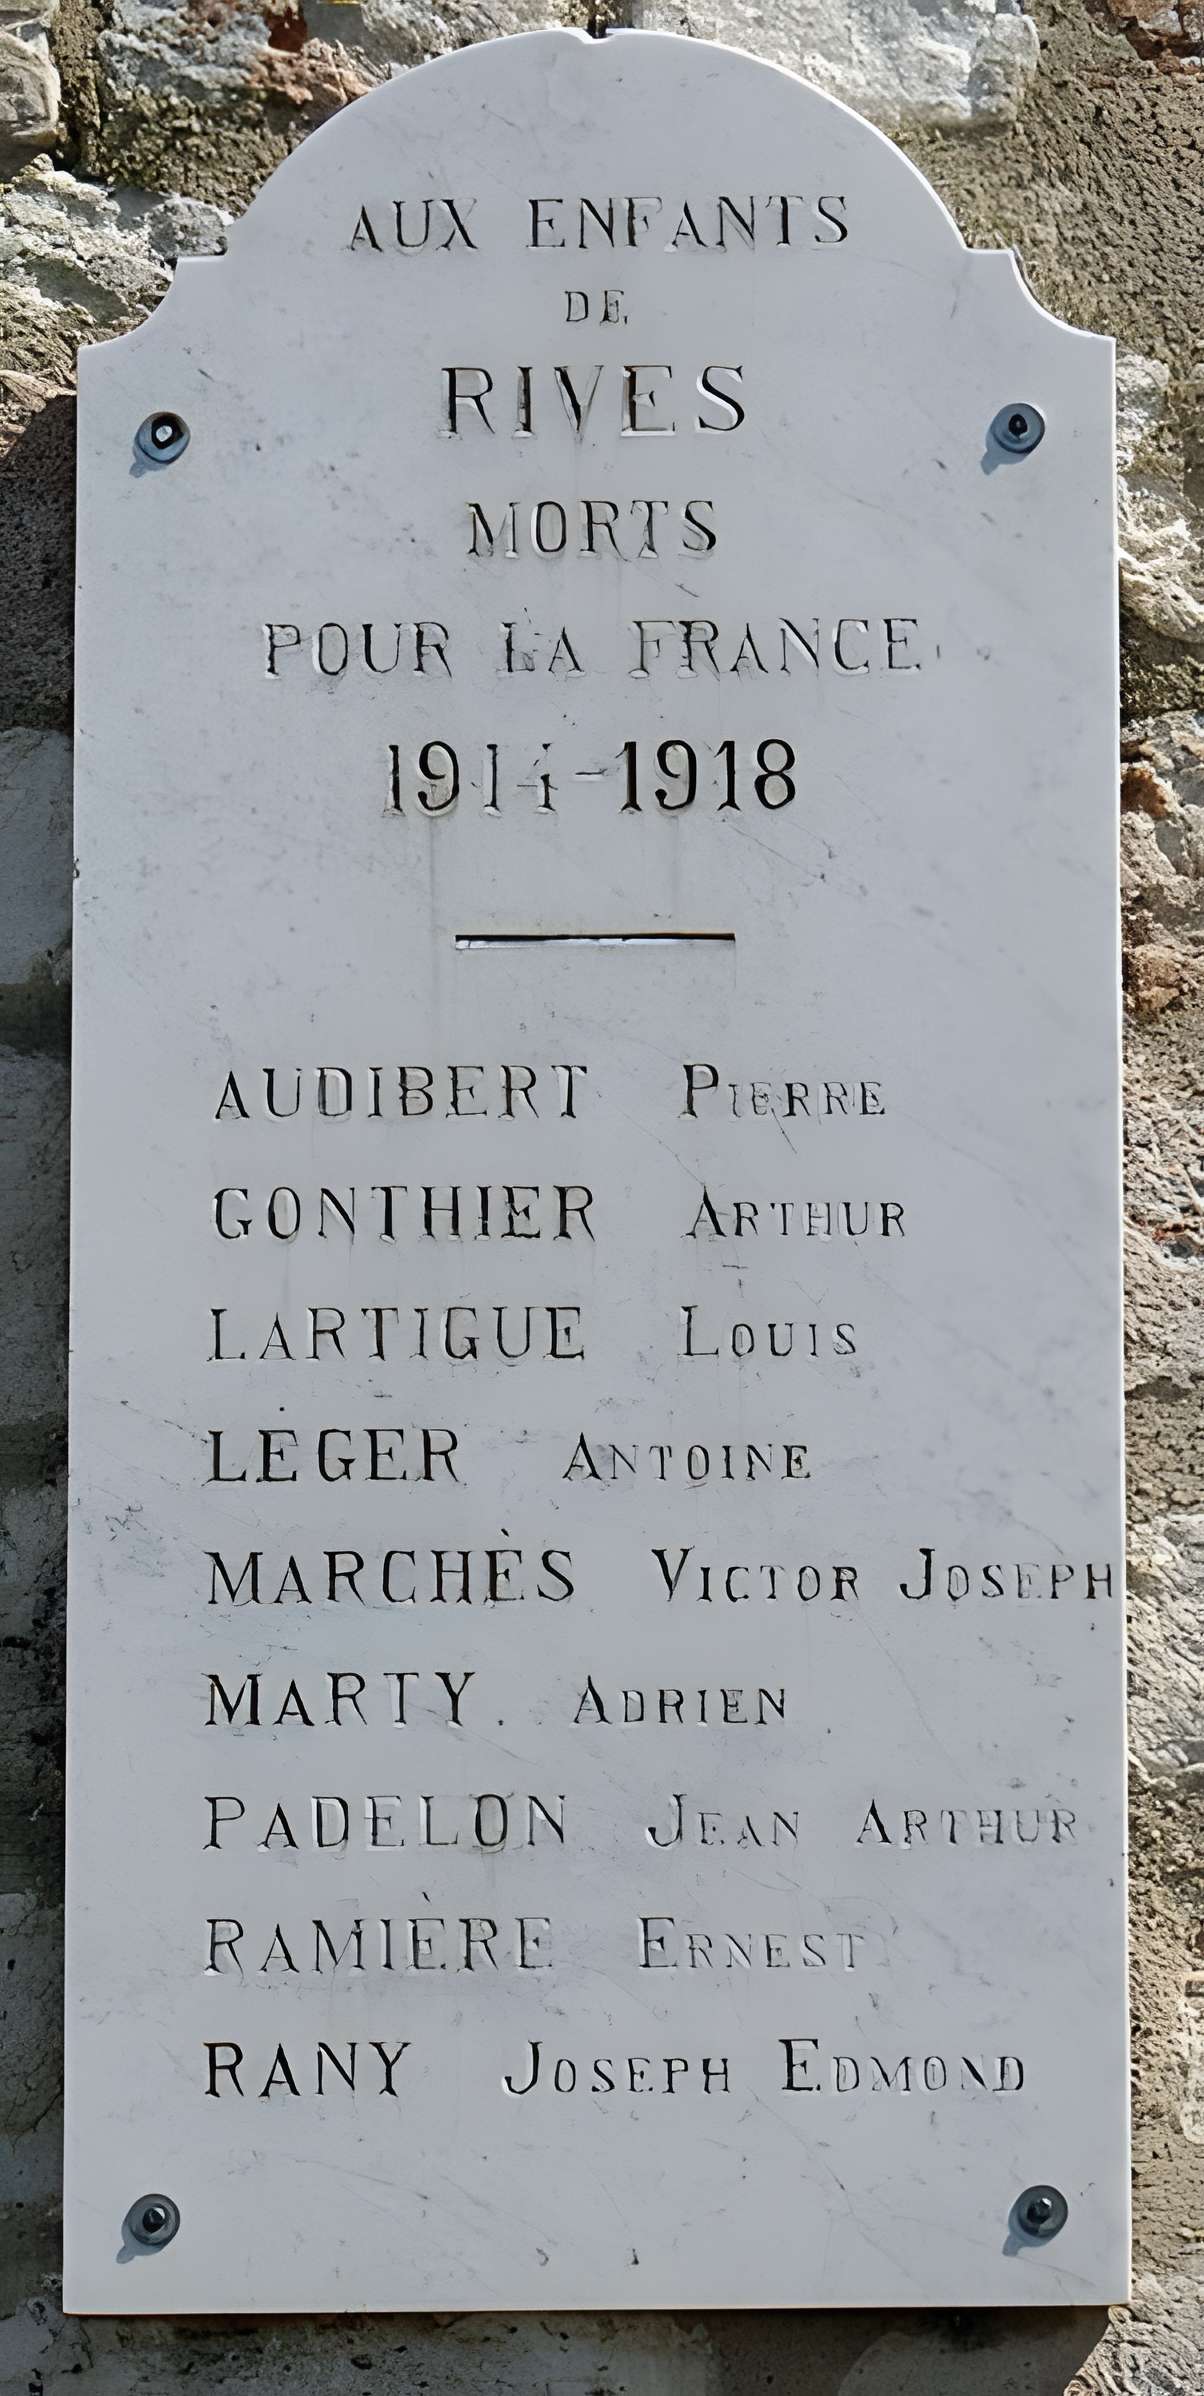 AUX ENFANTS
DE
RIVES
MORTS
POUR LA FRANCE
1914-1918
AUDIBERT PIERRE
GONTHIER ARTHUR
LARTIGUE LOUIS
LÉGER ANTOINE
MARCHÈS VICTOR JOSEPH
MARTY ADRIEN
PADELON JEAN ARTHUR
RAMIÈRE ERNEST
RANY JOSEPH EDMOND